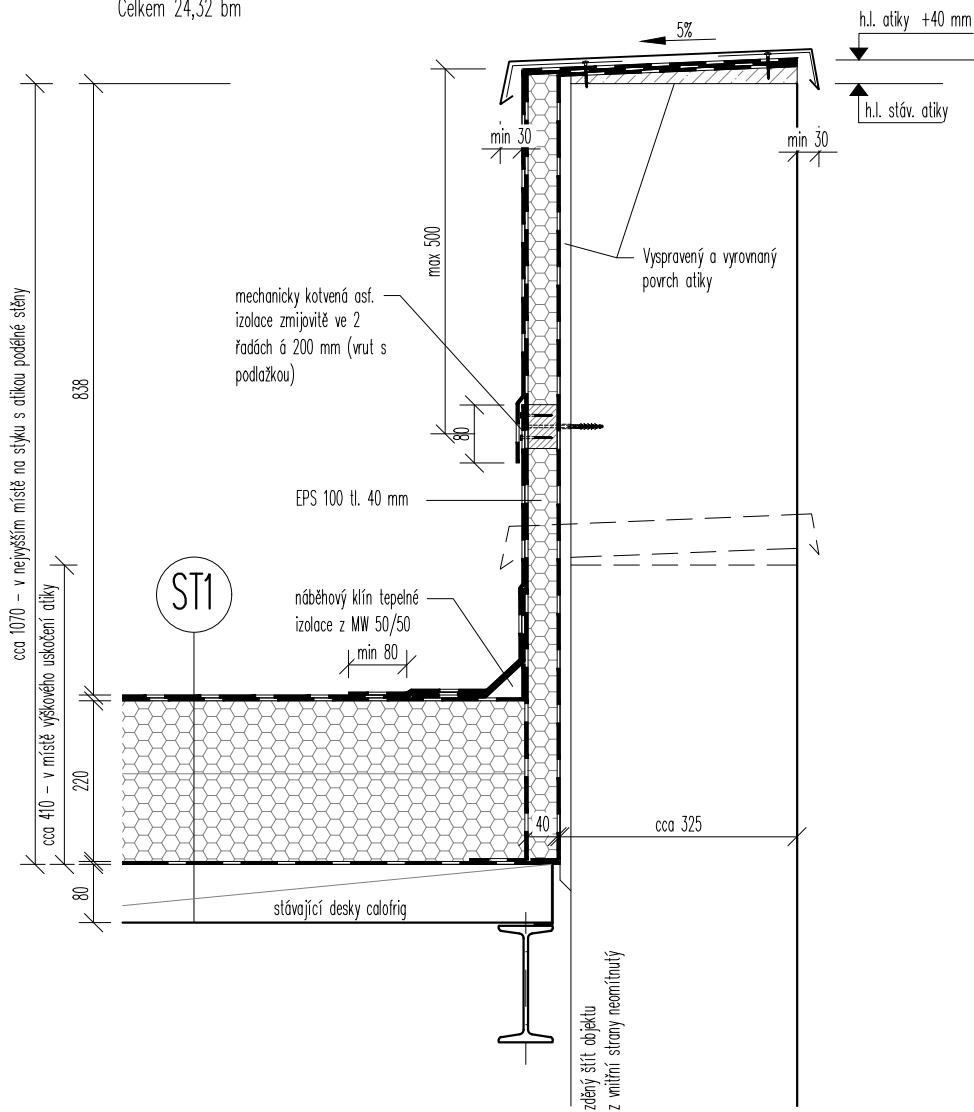 Celkem 24,32 bm
5%
h.l. atiky +40 mm
h.l. stáv. atiky
min 30
min 30
max 500
Vyspravený a vyrovnaný
povrch atiky
mechanicky kotvená asf.
izolace zmijovitě ve 2
řadách á 200 mm (vrut s
podlažkou)
838
80
EPS 100 tl. 40 mm
cca 1070 - v nejvyšším místě na styku s atikou podélné stěny
cca 410 - v místě výškového uskočení atiky
ST1
náběhový klín tepelné
izolace z MW 50/50
min 80
220
40
cca 325
80
stávající desky calofrig
zděný štít objektu
z vnitřní strany neomítnutý